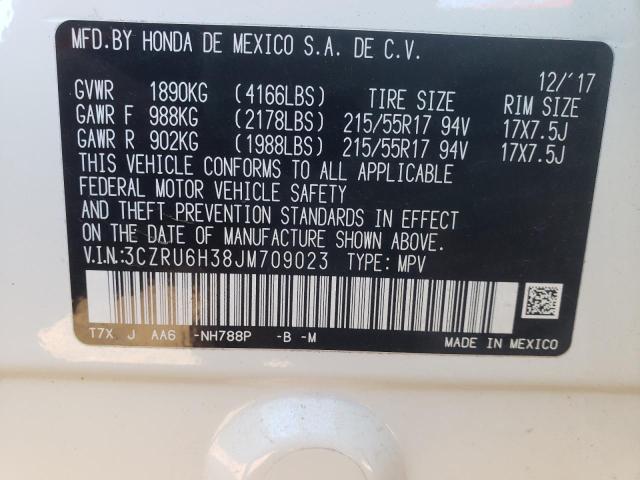 MFD.BY HONDA DE MEXICO S.A. DE C.V.
12/'17
GVWR 1890KG (4166LBS) TIRE SIZE RIM SIZE
GAWR F 988KG (2178LBS) 215/55R17 94V 17X7.5J
GAWR R 902KG (1988LBS) 215/55R17 94V 17X7.5J
THIS VEHICLE CONFORMS TO ALL APPLICABLE
FEDERAL MOTOR VEHICLE SAFETY
AND THEFT PREVENTION STANDARDS IN EFFECT
ON THE DATE OF MANUFACTURE SHOWN ABOVE.
V.I.N.:3CZRU6H38JM709023 TYPE: MPV
T7X J AA6 -NH788P -B -M
MADE IN MEXICO